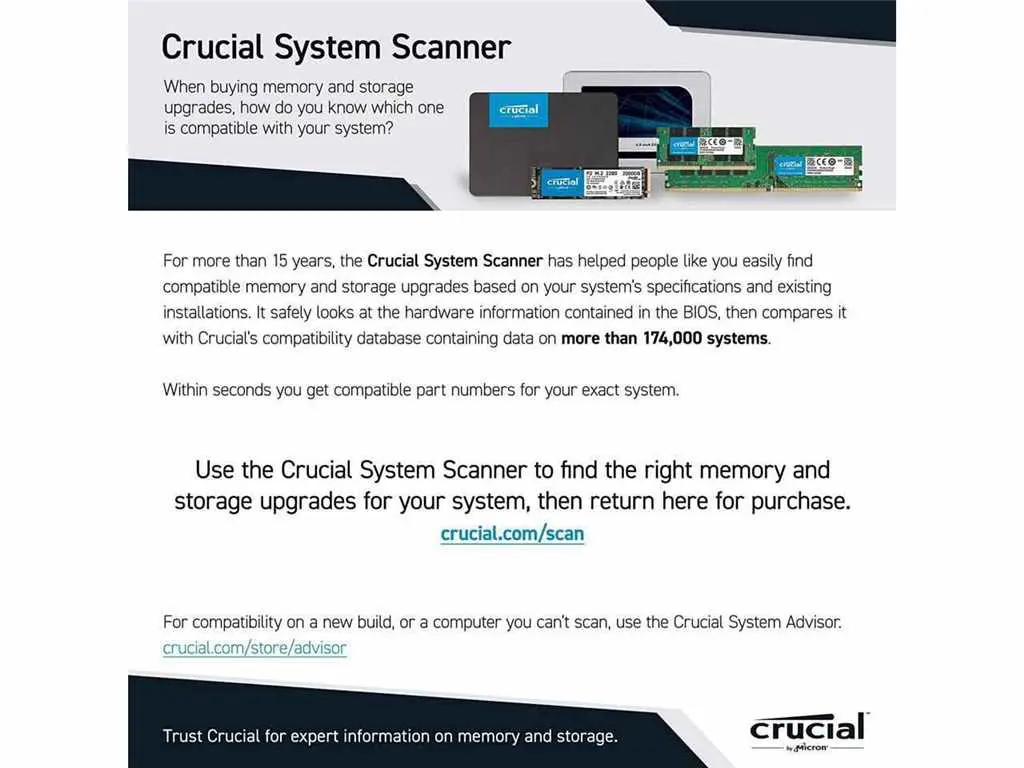 Crucial System Scanner
When buying memory and storage
upgrades, how do you know which one
is compatible with your system?
crucial
crucial
P2 M.2 2280 2000GB
crucial
crucial
For more than 15 years, the Crucial System Scanner has helped people like you easily find
compatible memory and storage upgrades based on your system's specifications and existing
installations. It safely looks at the hardware information contained in the BIOS, then compares it
with Crucial's compatibility database containing data on more than 174,000 systems.
Within seconds you get compatible part numbers for your exact system.
Use the Crucial System Scanner to find the right memory and
storage upgrades for your system, then return here for purchase.
crucial.com/scan
For compatibility on a new build, or a computer you can't scan, use the Crucial System Advisor.
crucial.com/store/advisor
Trust Crucial for expert information on memory and storage.
crucial
by Micron